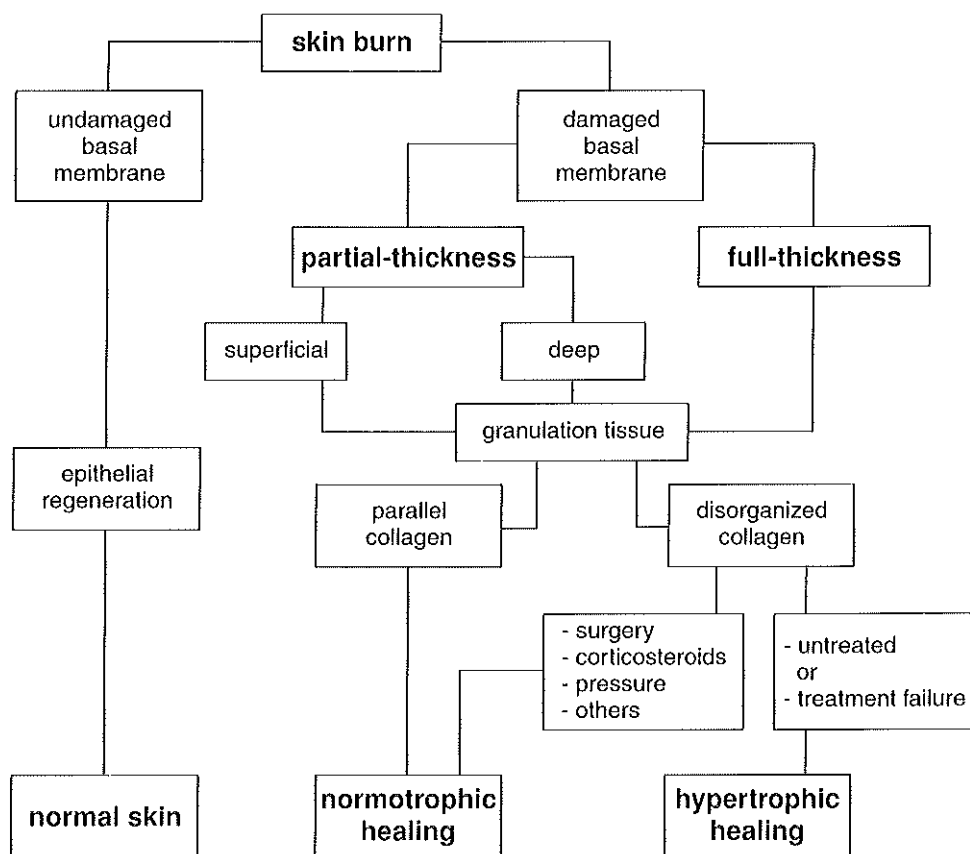 skin burn
undamaged
basal
membrane
damaged
basal
membrane
partial-thickness
full-thickness
superficial
deep
granulation tissue
epithelial
regeneration
parallel
collagen
disorganized
collagen
- surgery
- corticosteroids
- pressure
- others
- untreated
or
- treatment failure
normal skin
normotrophic
healing
hypertrophic
healing